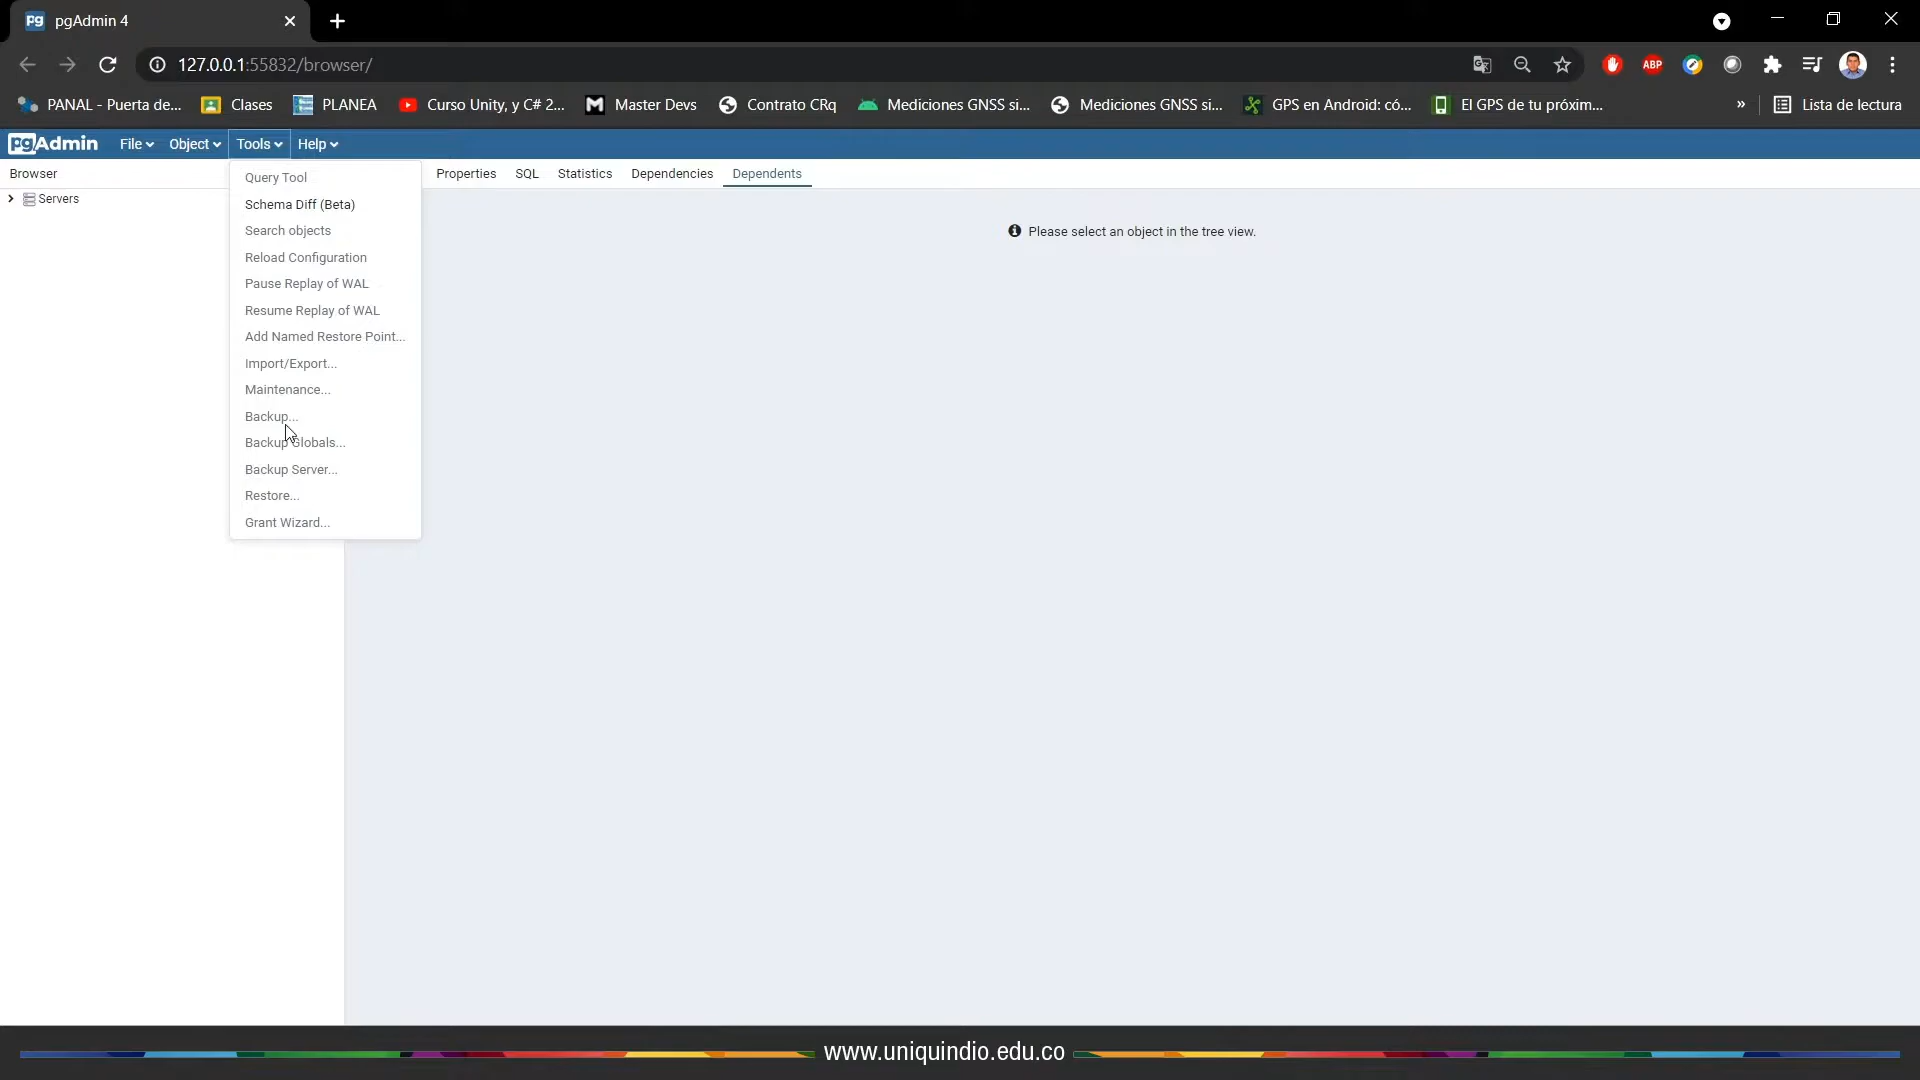 pgAdmin 4
127.0.0.1:55832/browser/
PANAL - Puerta de... Clases PLANEA Curso Unity, y C# 2... Master Devs Contrato CRq Mediciones GNSS si... Mediciones GNSS si... GPS en Android: có... El GPS de tu próxim... » Lista de lectura
pgAdmin File Object Tools Help
Browser
Servers
Query Tool
Schema Diff (Beta)
Search objects
Reload Configuration
Pause Replay of WAL
Resume Replay of WAL
Add Named Restore Point...
Import/Export...
Maintenance...
Backup...
Backup Globals...
Backup Server...
Restore...
Grant Wizard...
Properties SQL Statistics Dependencies Dependents
Please select an object in the tree view.
www.uniquindio.edu.co